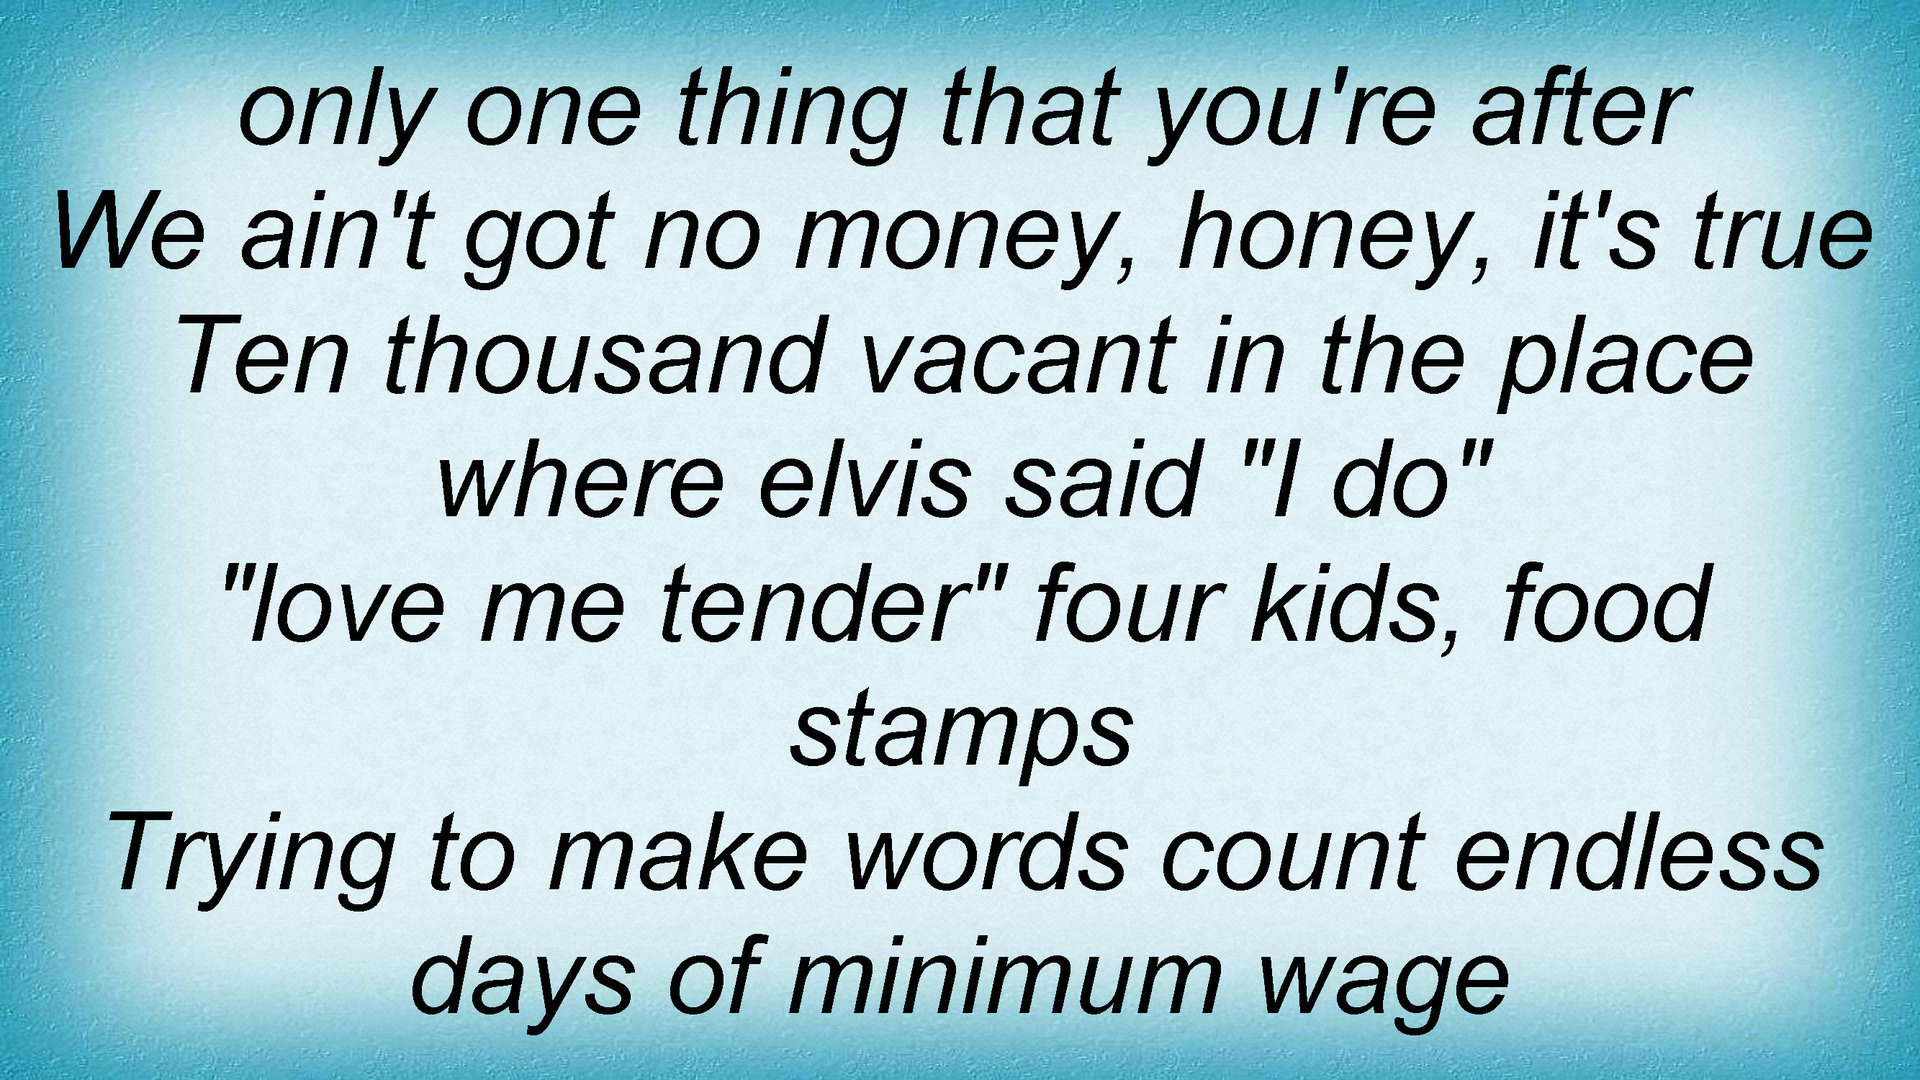 only one thing that you're after
We ain't got no money, honey, it's true
Ten thousand vacant in the place
where elvis said "I do"
"love me tender" four kids, food
stamps
Trying to make words count endless
days of minimum wage